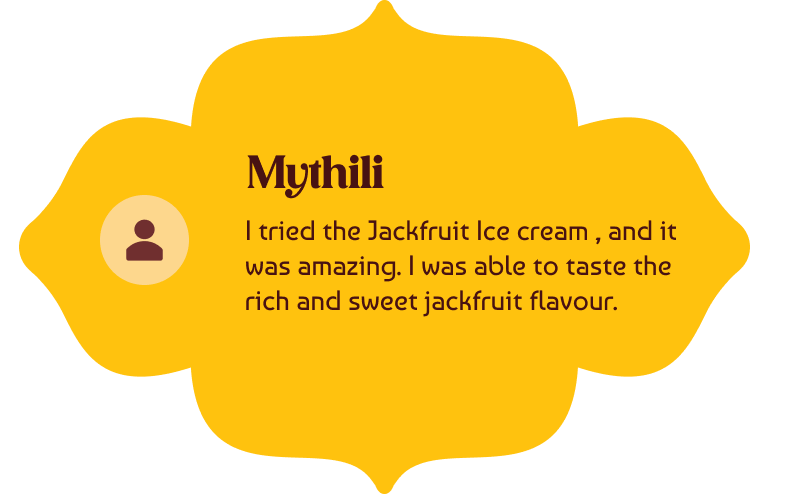 Mythili
I tried the Jackfruit Ice cream , and it
was amazing. I was able to taste the
rich and sweet jackfruit flavour.